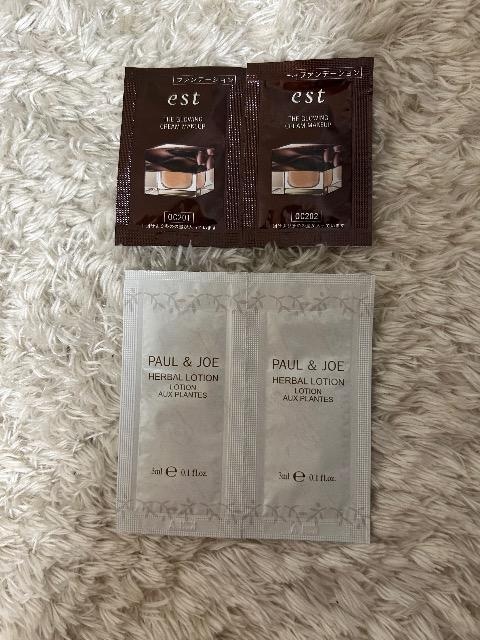 ファンデーション
est
THE GLOWING
CREAM MAKEUP
OC201
ファンデーション
est
THE GLOWING
CREAM MAKEUP
OC202
PAUL & JOE
HERBAL LOTION
LOTION
AUX PLANTES
3ml ℮ 0.1 fl.oz.
PAUL & JOE
HERBAL LOTION
LOTION
AUX PLANTES
3ml ℮ 0.1 fl.oz.